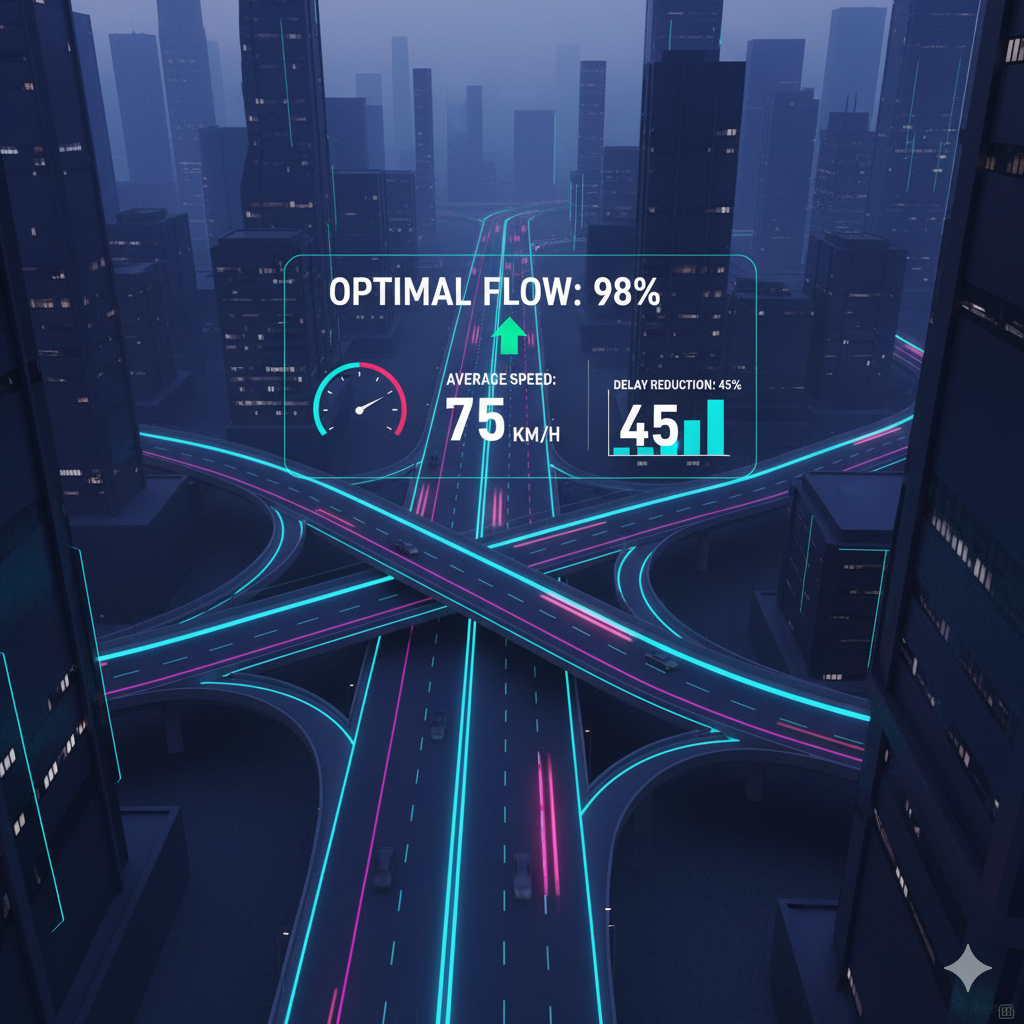 OPTIMAL FLOW: 98%
AVERAGE SPEED:
75 KM/H
DELAY REDUCTION: 45%
45